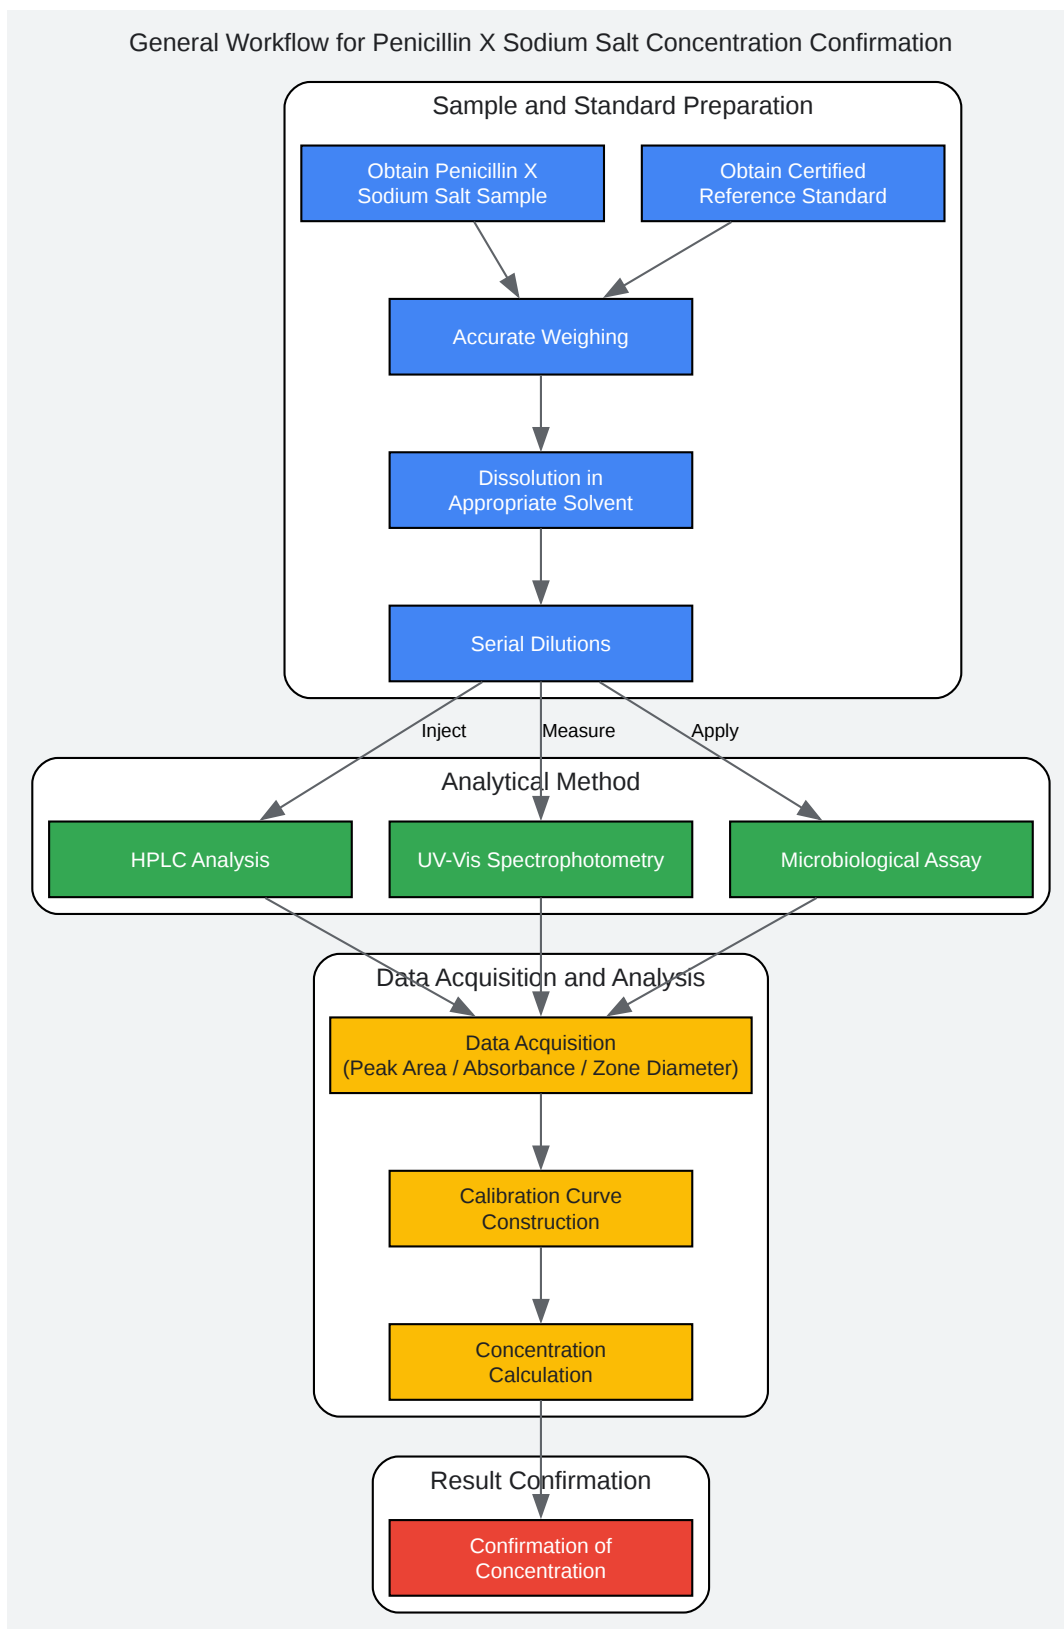 General Workflow for Penicillin X Sodium Salt Concentration Confirmation
Sample and Standard Preparation
Obtain Penicillin X
Sodium Salt Sample
Obtain Certified
Reference Standard
Accurate Weighing
Dissolution in
Appropriate Solvent
Serial Dilutions
Inject
Measure
Apply
Analytical Method
HPLC Analysis
UV-Vis Spectrophotometry
Microbiological Assay
Data Acquisition and Analysis
Data Acquisition
(Peak Area / Absorbance / Zone Diameter)
Calibration Curve
Construction
Concentration
Calculation
Result Confirmation
Confirmation of
Concentration